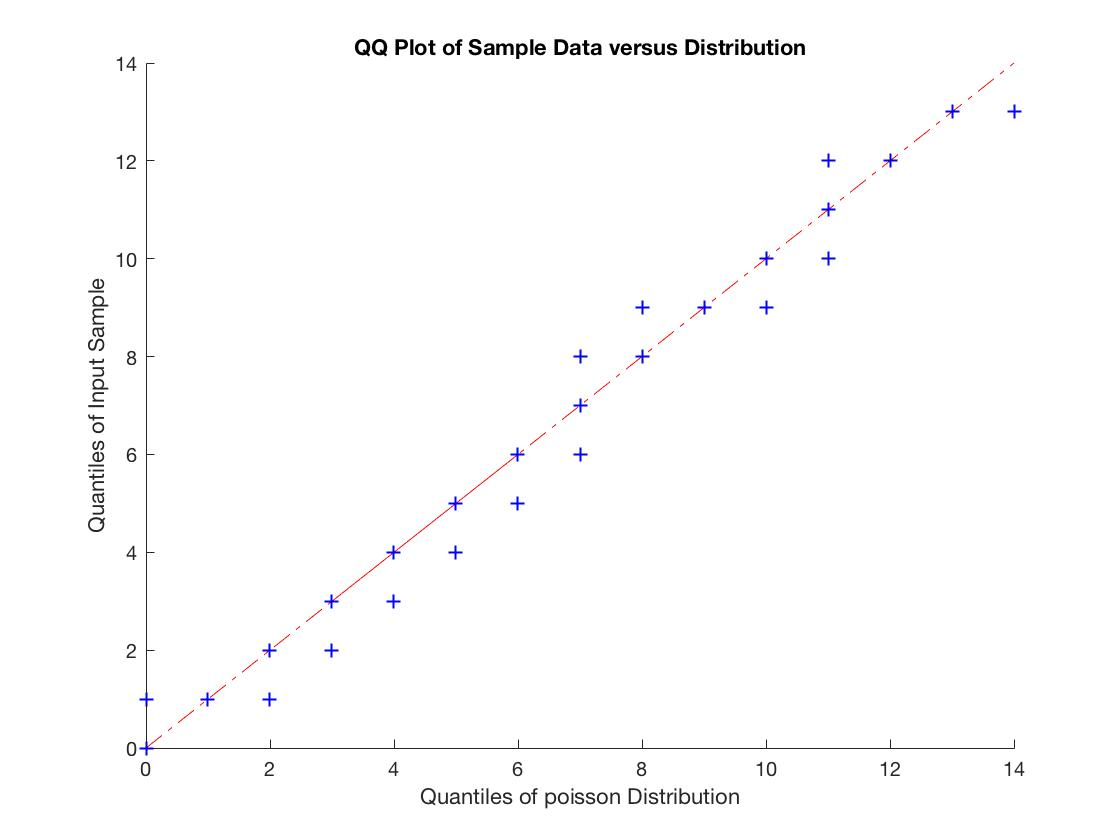 QQ Plot of Sample Data versus Distribution
14
12
10
8
6
4
2
0
Quantiles of Input Sample
0 2 4 6 8 10 12 14
Quantiles of poisson Distribution